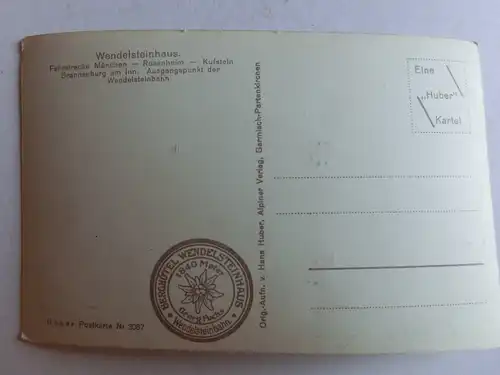 Wendelsteinhaus.
Fahrstrecke München — Rosenheim — Kufstein
Brannenburg am Inn. Ausgangspunkt der
Wendelsteinbahn
Eine
„Huber"
Karte!
Orig.-Aufn. v. Hans Huber, Alpiner Verlag, Garmisch-Partenkirchen
BERGHOTEL WENDELSTEINHAUS
1840 Meter
Wendelsteinbahn
Postkarte Nr